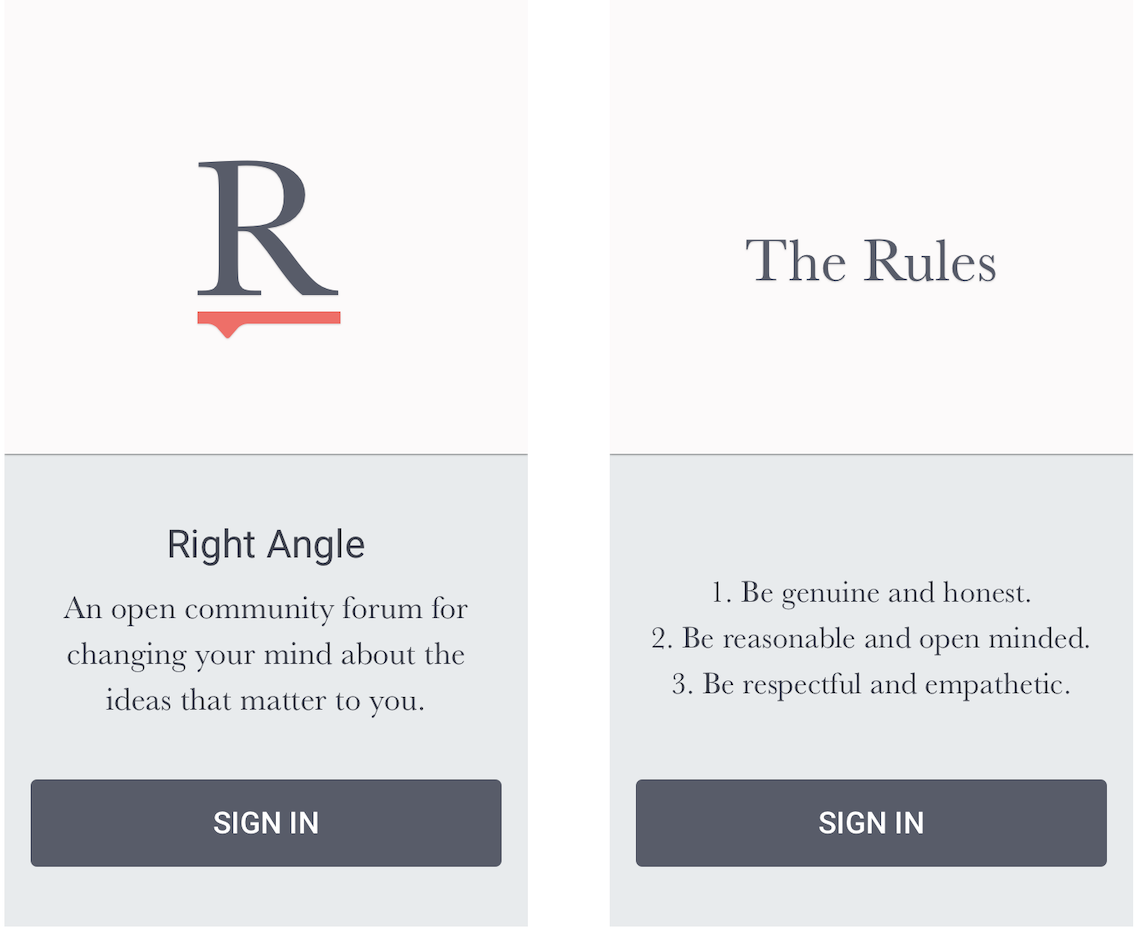 R
Right Angle
An open community forum for
changing your mind about the
ideas that matter to you.
SIGN IN
The Rules
1. Be genuine and honest.
2. Be reasonable and open minded.
3. Be respectful and empathetic.
SIGN IN